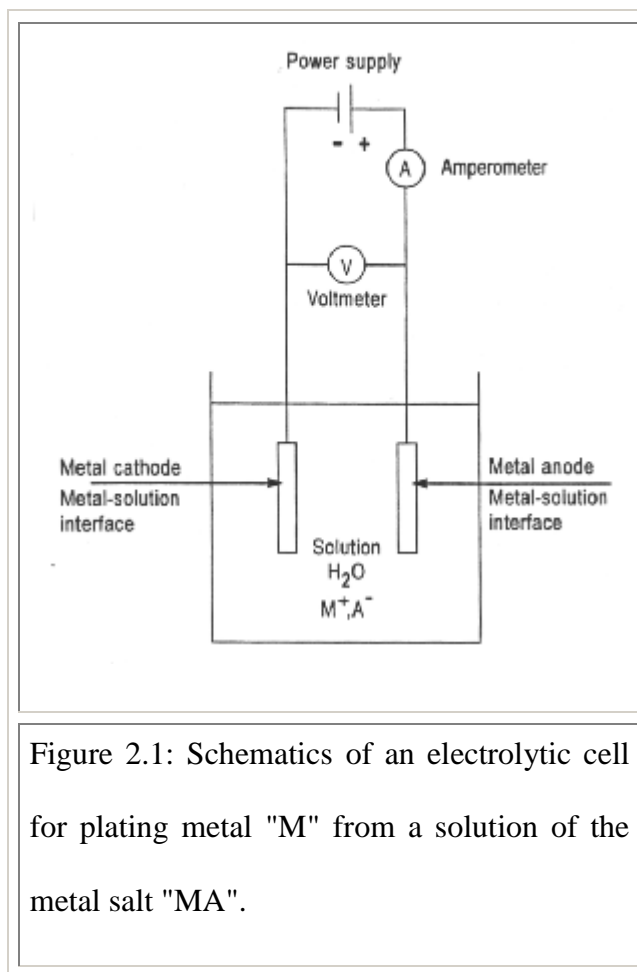 Power supply
- +
A
Amperometer
V
Voltmeter
Metal cathode
Metal-solution
interface
Metal anode
Metal-solution
interface
Solution
H₂O
M⁺,A⁻
Figure 2.1: Schematics of an electrolytic cell
for plating metal "M" from a solution of the
metal salt "MA".